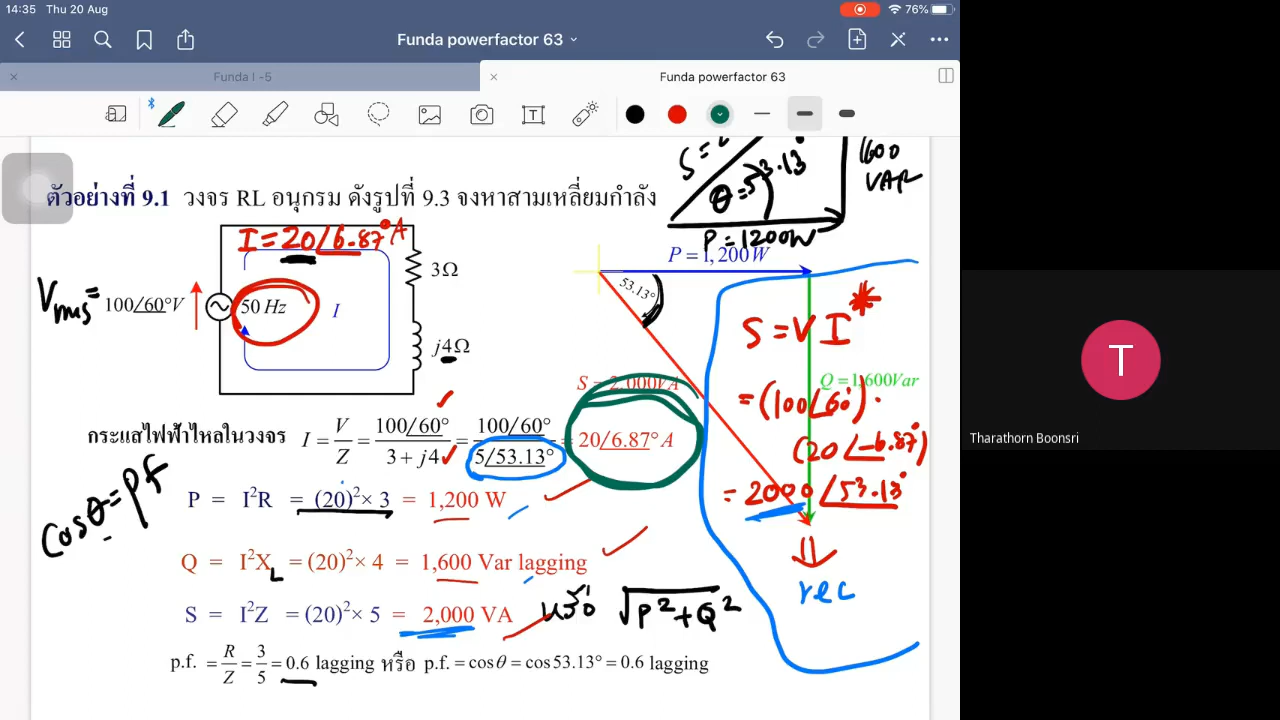 14:35 Thu 20 Aug
76%
Funda powerfactor 63
Funda I -5
Funda powerfactor 63
ตัวอย่างที่ 9.1 วงจร RL อนุกรม ดังรูปที่ 9.3 จงหาสามเหลี่ยมกำลัง
θ = 53.13°
1600
VAR
P = 1200W
I = 20/6.87° A
Vrms =
100/60°V
50 Hz
I
3Ω
j4Ω
P = 1,200W
53.13°
S = 2,000VA
Q = 1,600Var
S = V I*
= (100∠60°) ·
(20∠-6.87°)
= 2000∠53.13°
rec
กระแสไฟฟ้าไหลในวงจร I = V/Z = 100/60° / 3 + j4 = 100/60° / 5/53.13° = 20/6.87° A
cosθ = pf
P = I²R = (20)² × 3 = 1,200 W
Q = I²XL = (20)² × 4 = 1,600 Var lagging
S = I²Z = (20)² × 5 = 2,000 VA หรือ √P² + Q²
p.f. = R/Z = 3/5 = 0.6 lagging หรือ p.f. = cosθ = cos53.13° = 0.6 lagging
T
Tharathorn Boonsri